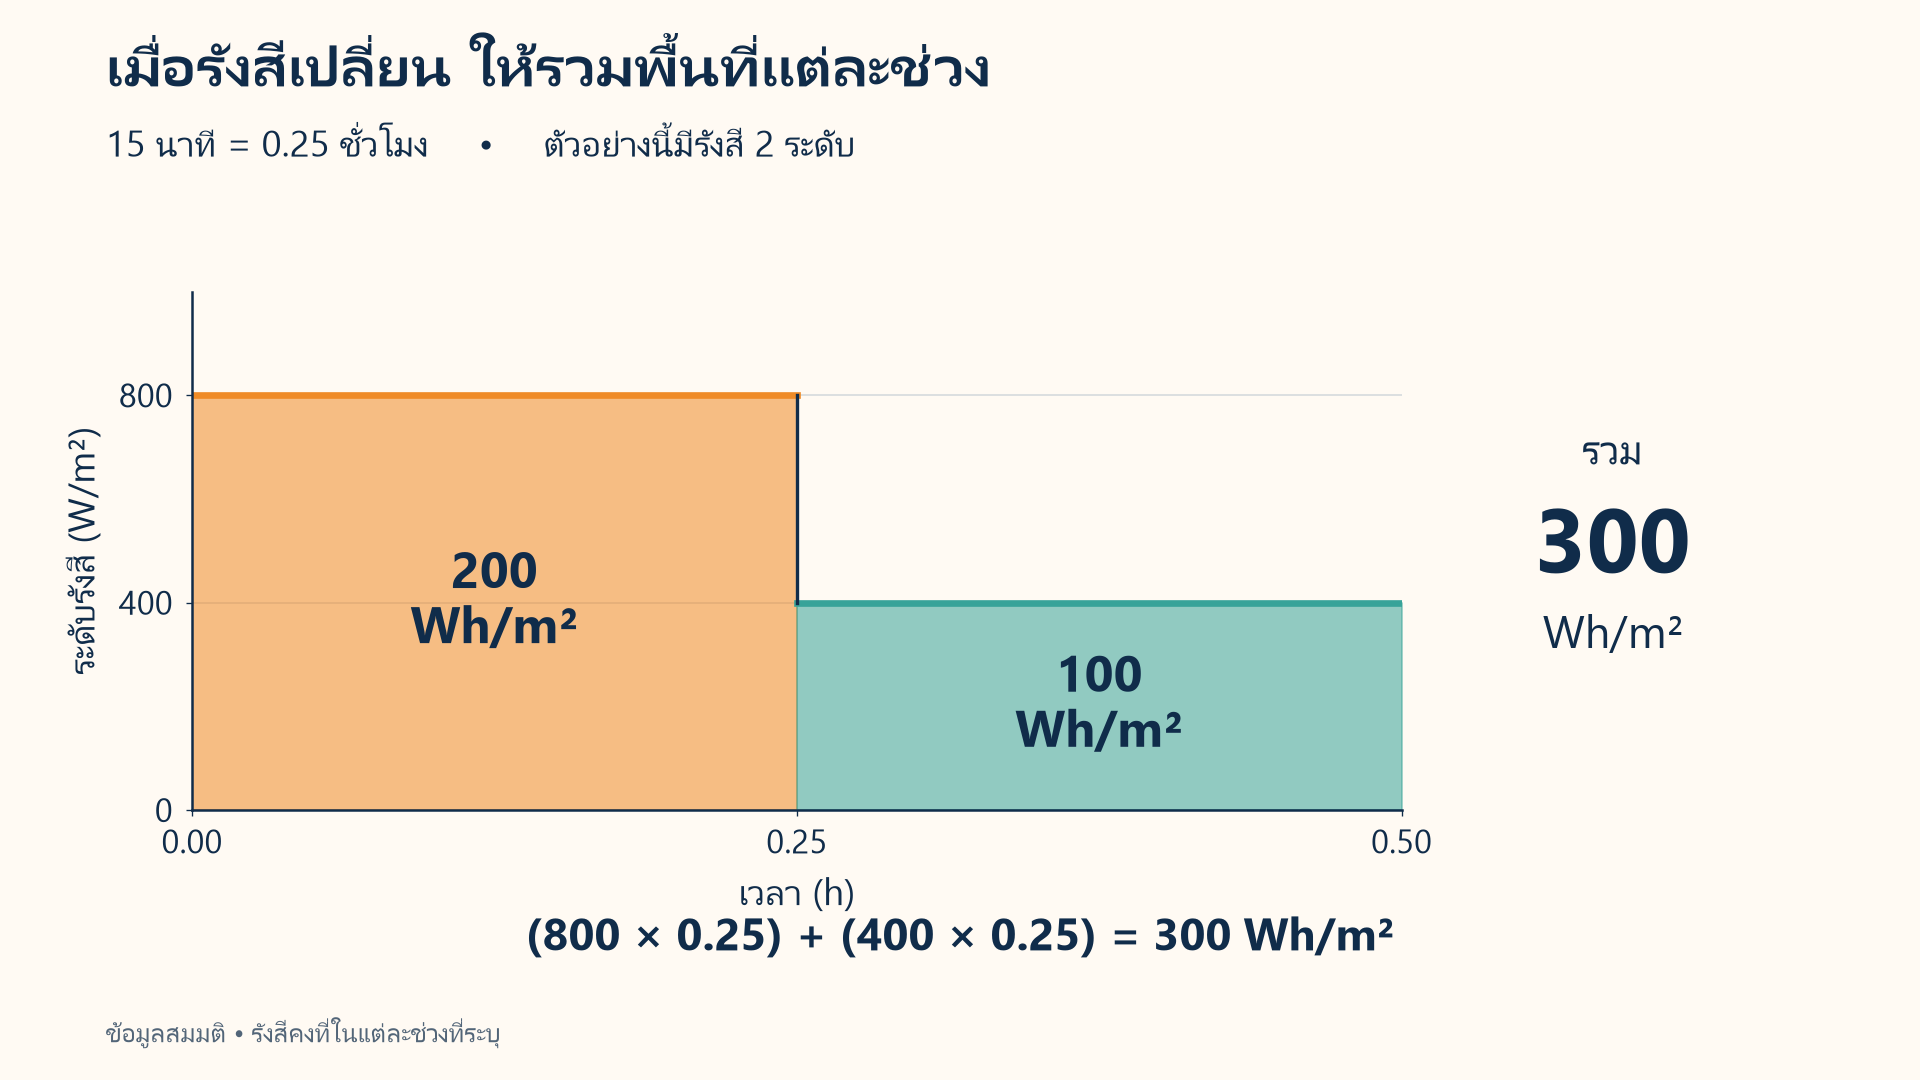 เมื่อรังสีเปลี่ยน ให้รวมพื้นที่แต่ละช่วง
15 นาที = 0.25 ชั่วโมง • ตัวอย่างนี้มีรังสี 2 ระดับ
ระดับรังสี (W/m²)
800
400
0
200
Wh/m²
100
Wh/m²
รวม
300
Wh/m²
0.00
0.25
0.50
เวลา (h)
(800 × 0.25) + (400 × 0.25) = 300 Wh/m²
ข้อมูลสมมติ • รังสีคงที่ในแต่ละช่วงที่ระบุ